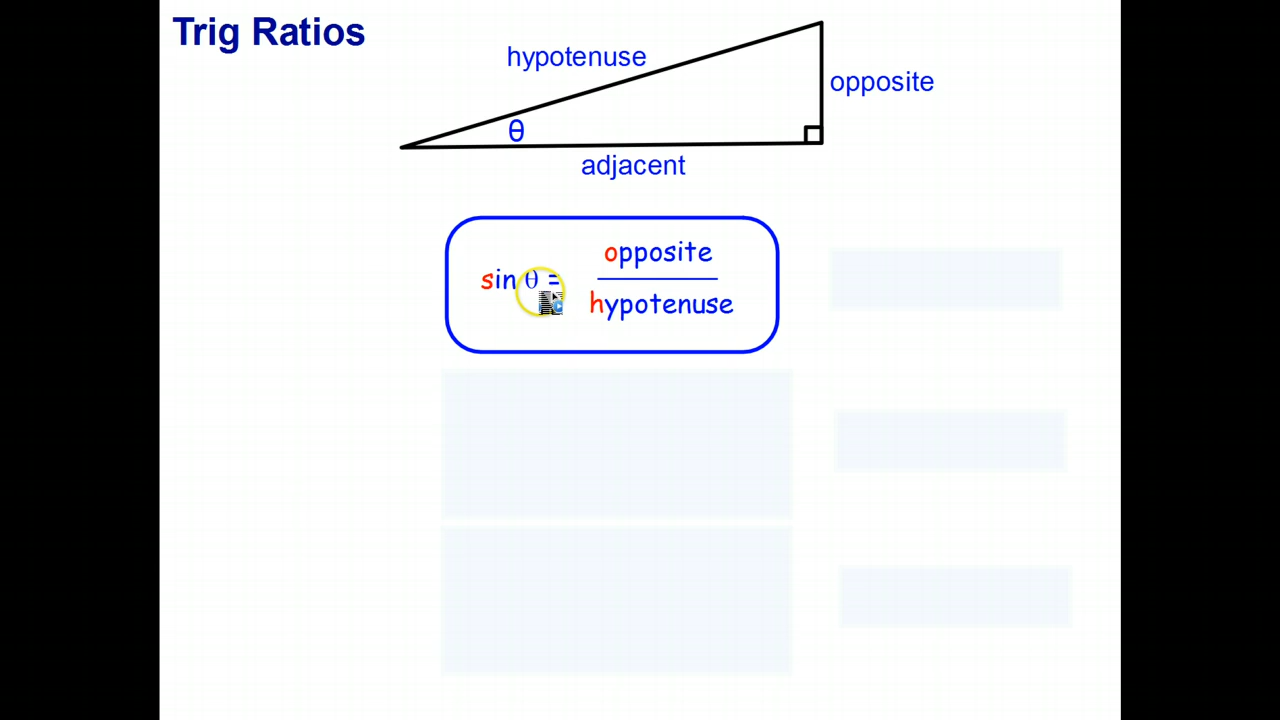 Trig Ratios
hypotenuse
opposite
θ
adjacent
sin θ = opposite
hypotenuse